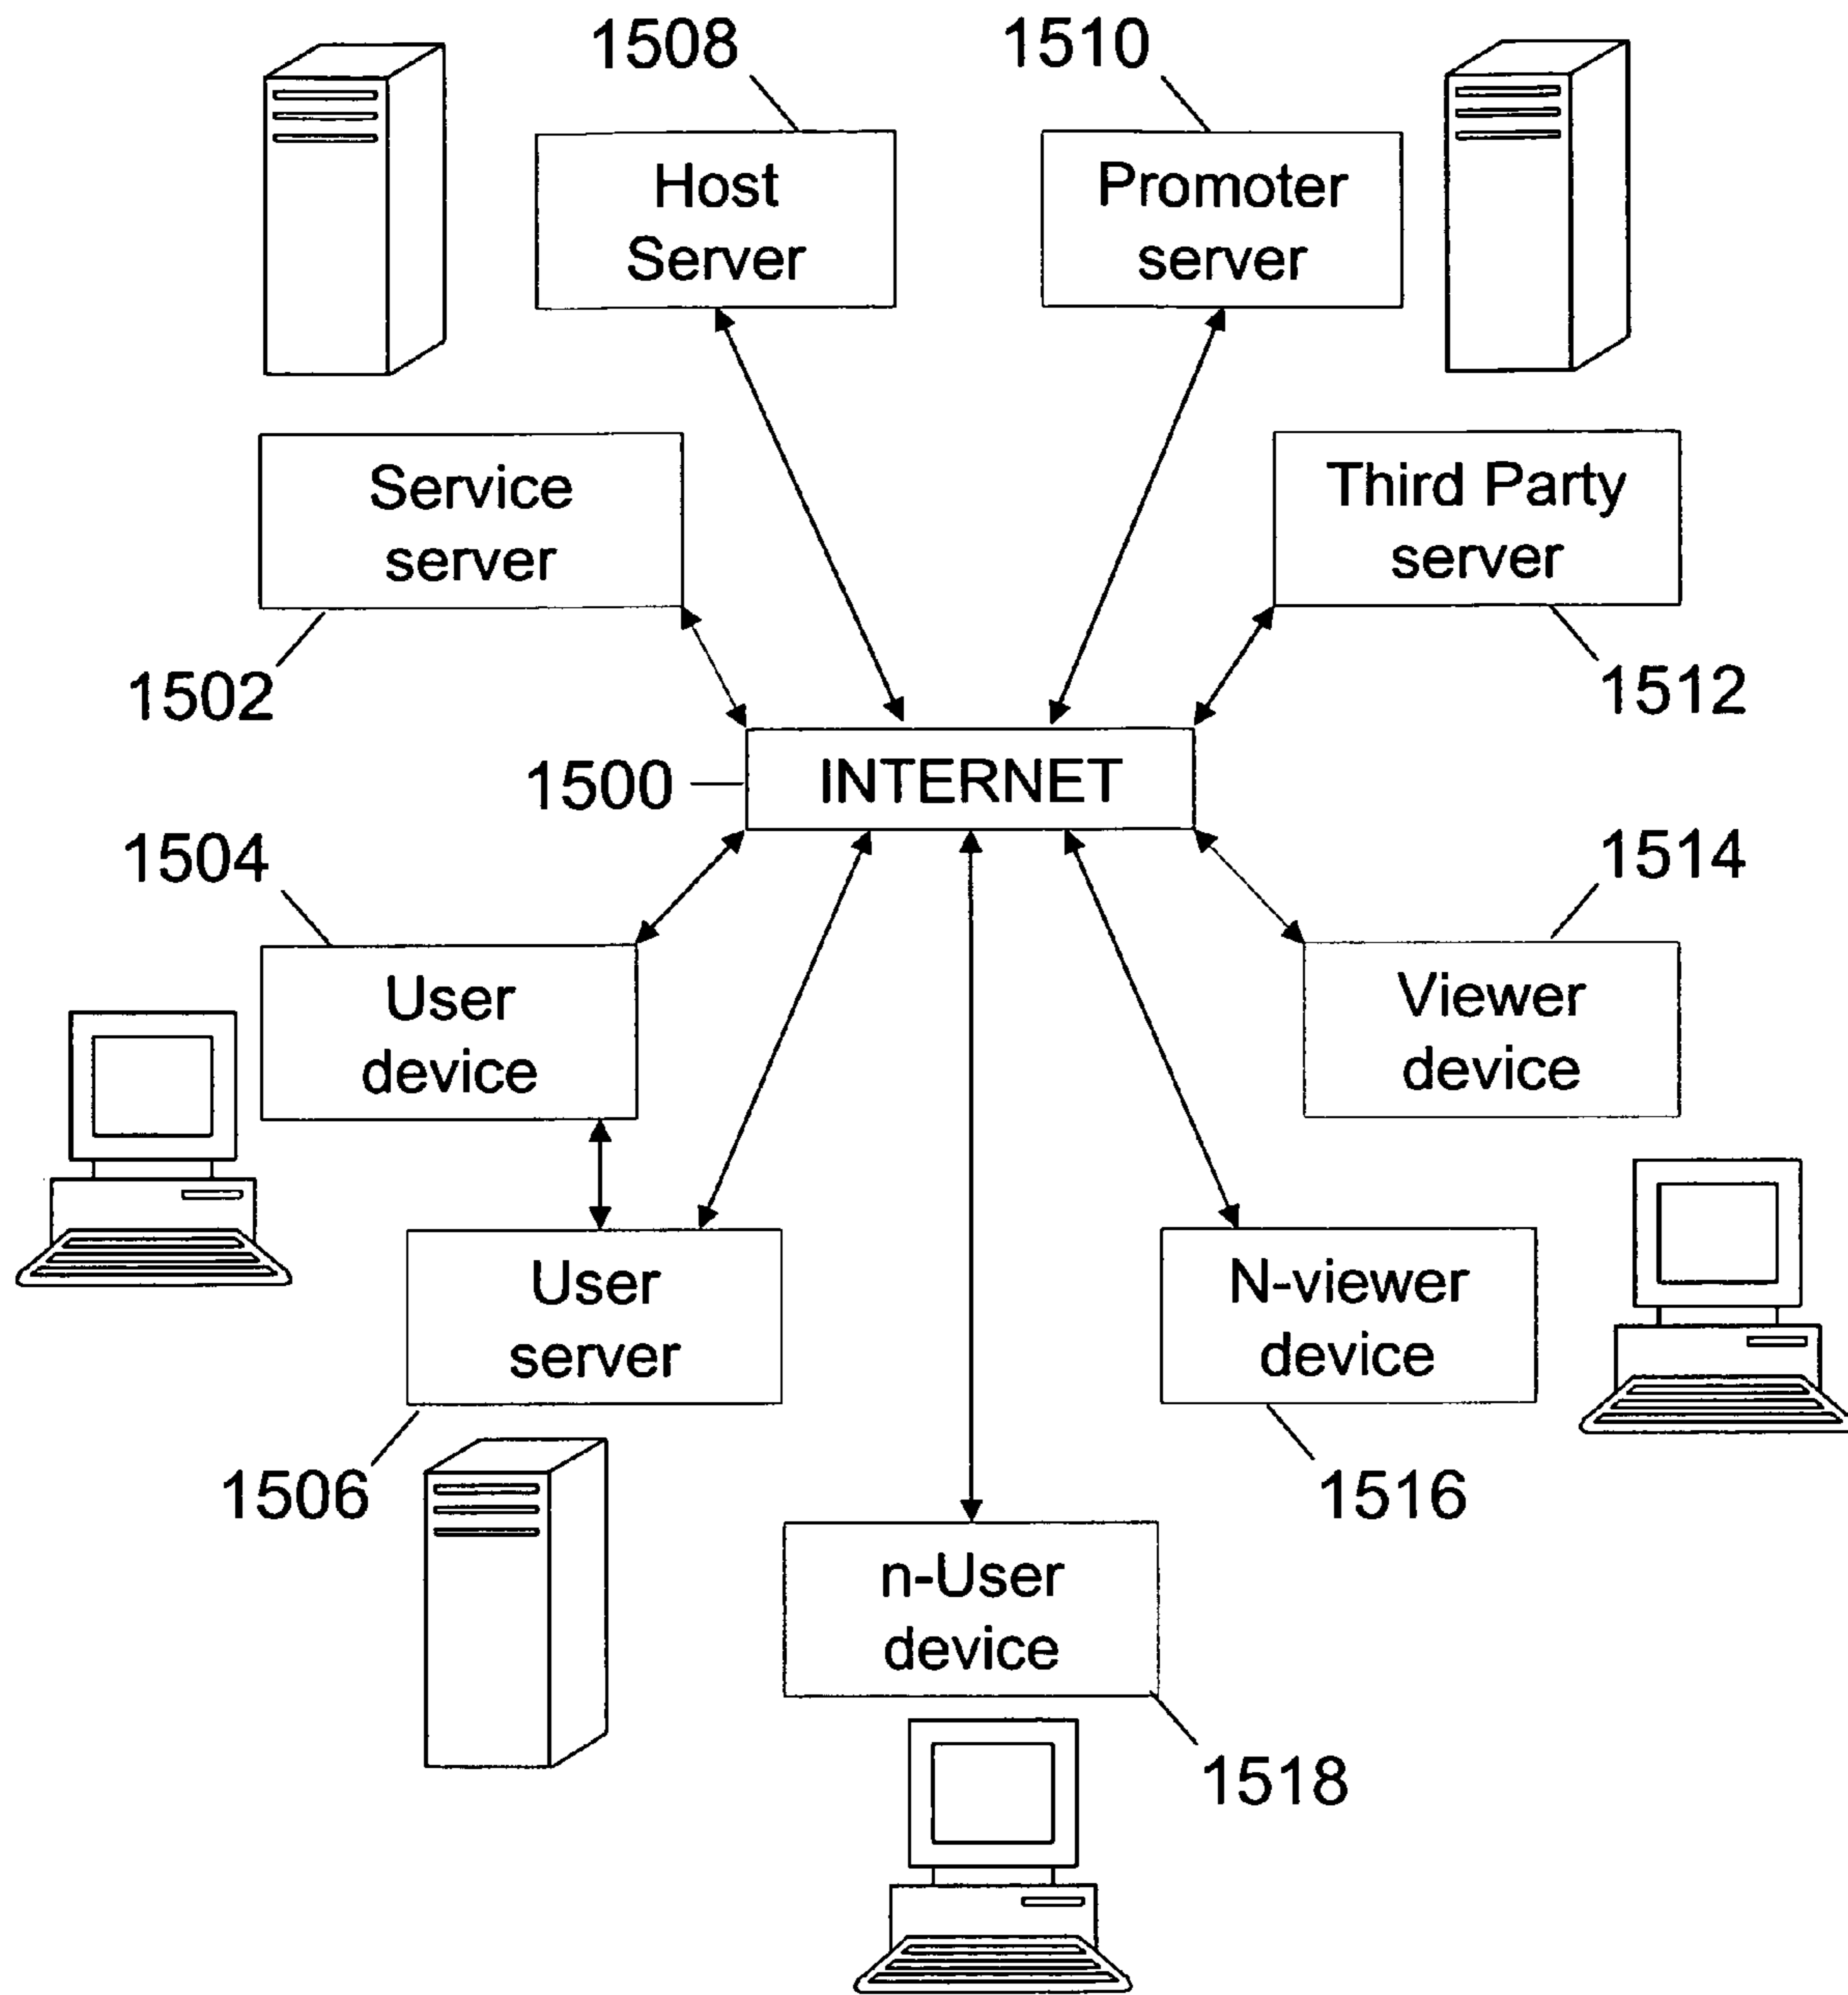 1508
1510
Host
Server
Promoter
server
Service
server
Third Party
server
1502
1512
1500
INTERNET
1504
1514
User
device
Viewer
device
User
server
N-viewer
device
1506
1516
n-User
device
1518